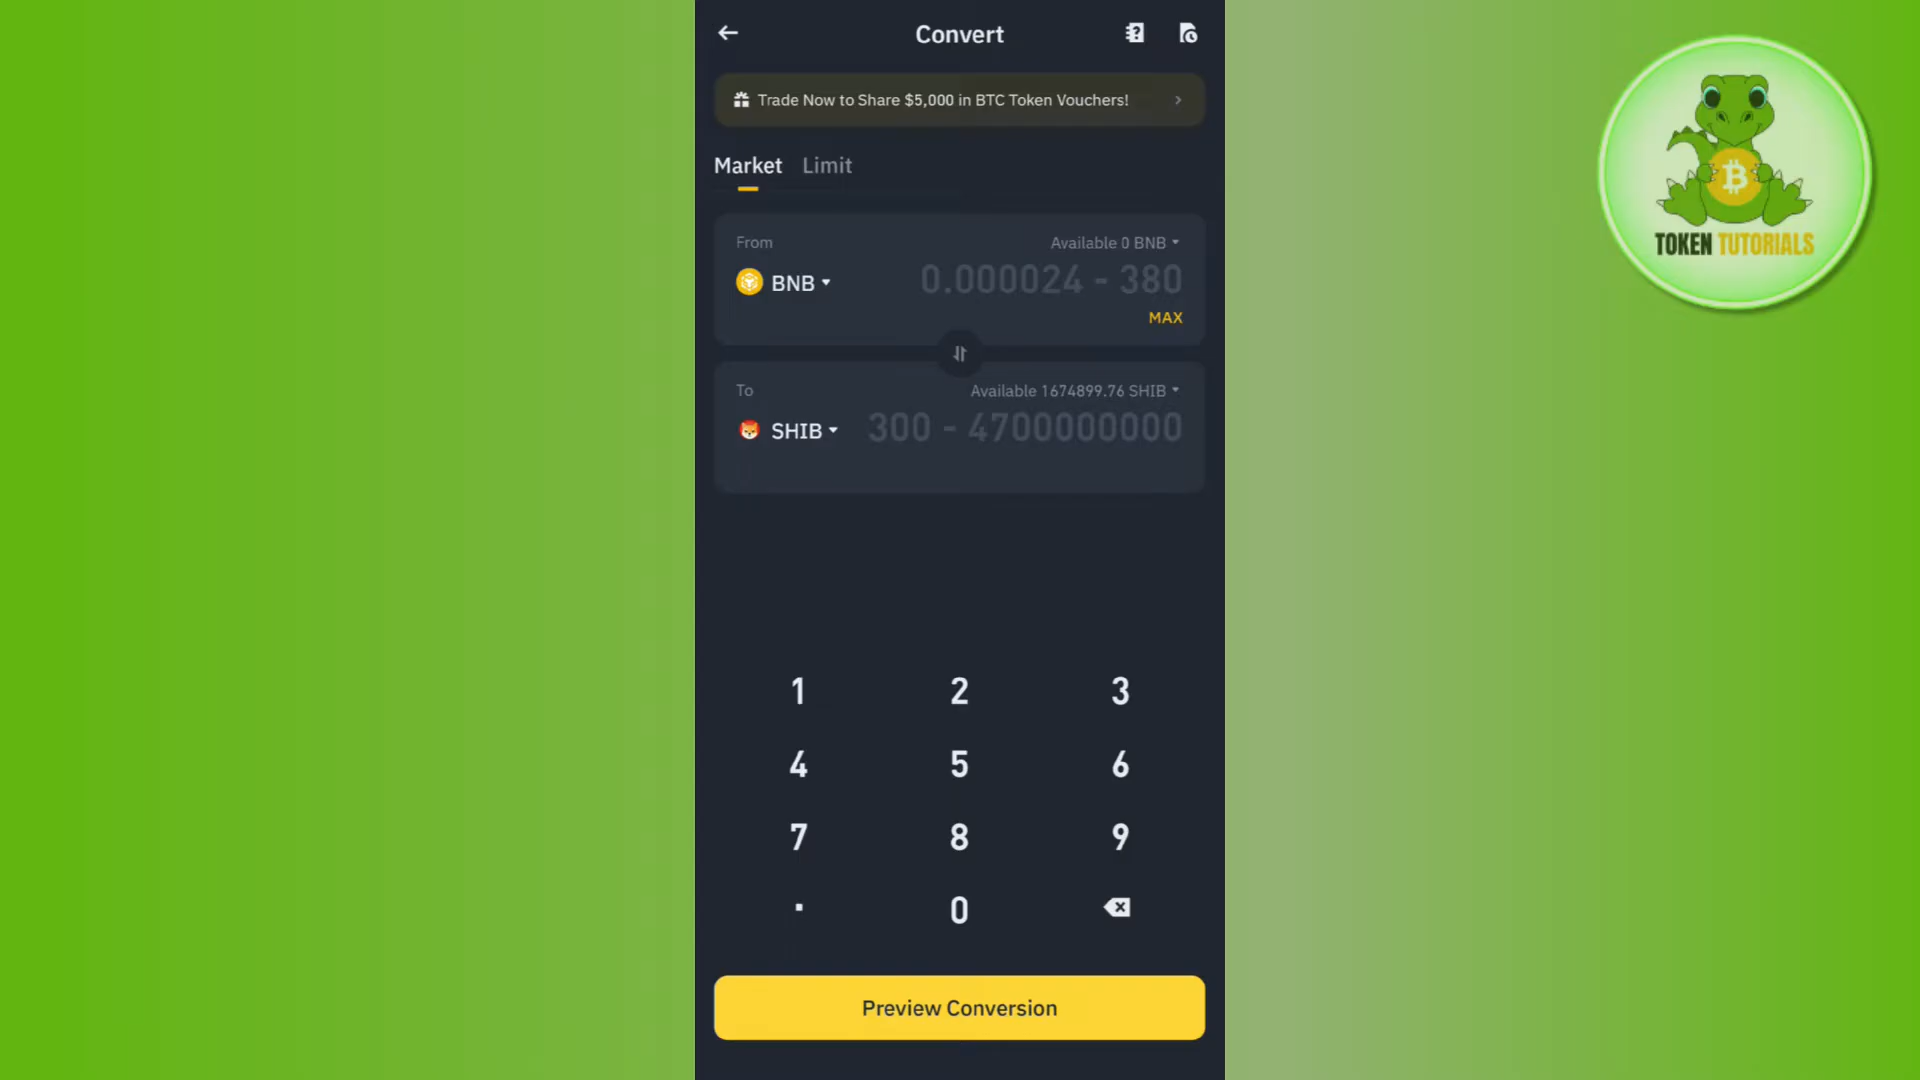 Convert
Trade Now to Share $5,000 in BTC Token Vouchers!
Market Limit
From Available 0 BNB
BNB 0.000024 - 380
MAX
To Available 1674899.76 SHIB
SHIB 300 - 4700000000
1 2 3
4 5 6
7 8 9
. 0
Preview Conversion
TOKEN TUTORIALS